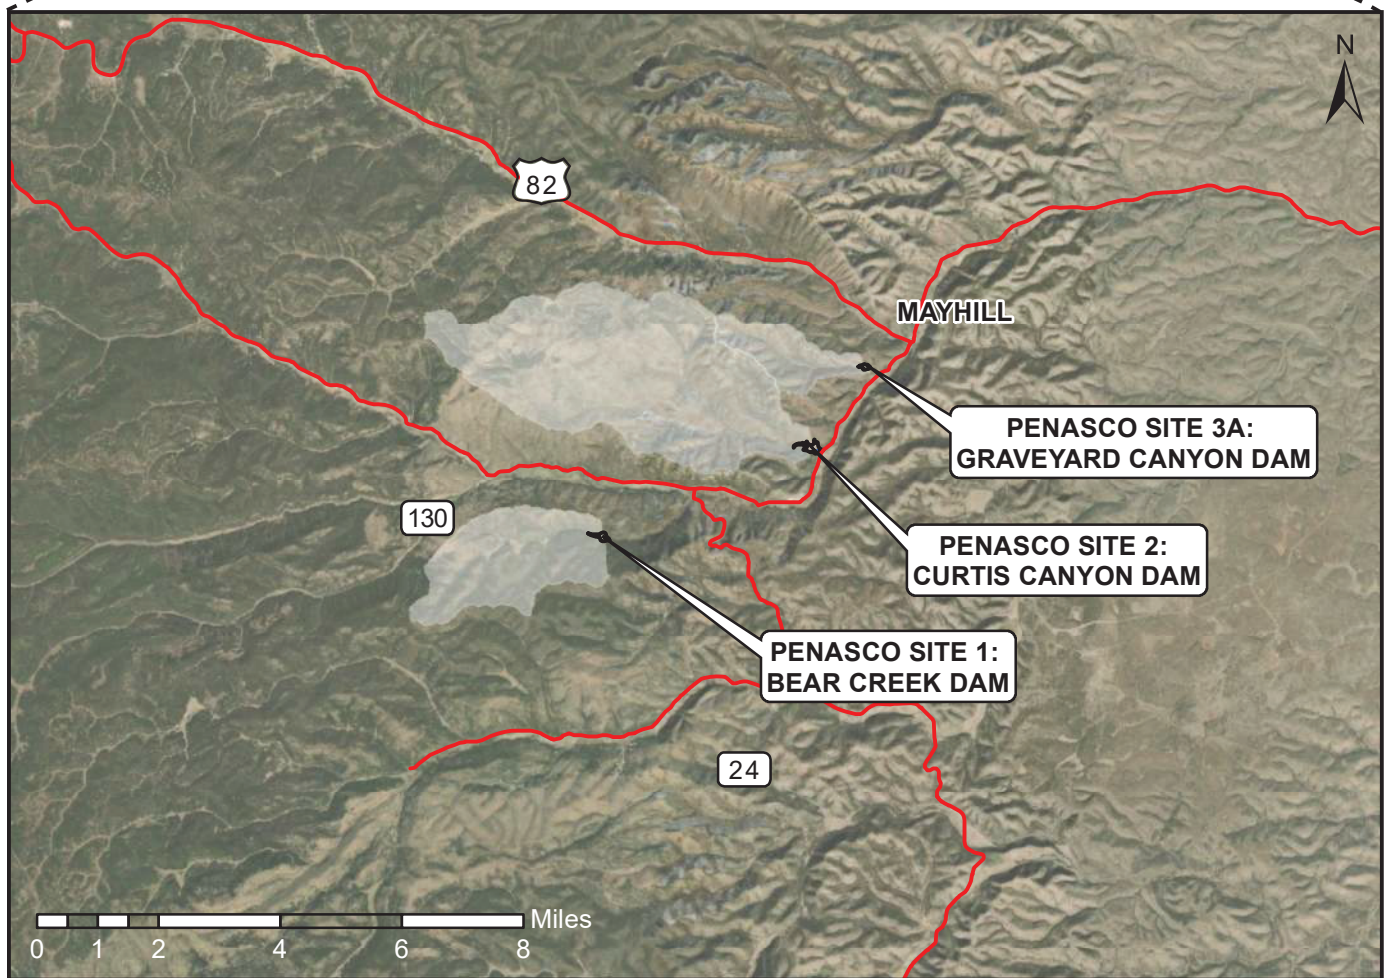 N
82
MAYHILL
PENASCO SITE 3A:
GRAVEYARD CANYON DAM
130
PENASCO SITE 2:
CURTIS CANYON DAM
PENASCO SITE 1:
BEAR CREEK DAM
24
Miles
0 1 2 4 6 8